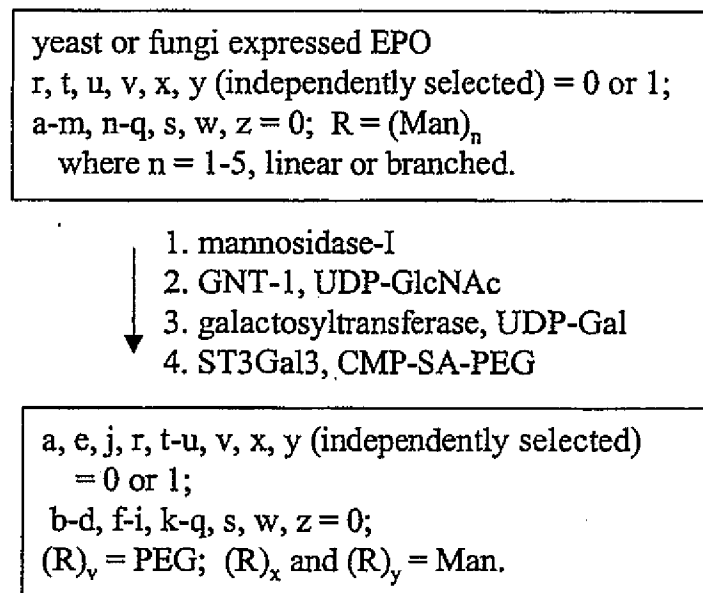 yeast or fungi expressed EPO
r, t, u, v, x, y (independently selected) = 0 or 1;
a-m, n-q, s, w, z = 0; R = (Man)n
where n = 1-5, linear or branched.
1. mannosidase-I
2. GNT-1, UDP-GlcNAc
3. galactosyltransferase, UDP-Gal
4. ST3Gal3, CMP-SA-PEG
a, e, j, r, t-u, v, x, y (independently selected)
= 0 or 1;
b-d, f-i, k-q, s, w, z = 0;
(R)v = PEG; (R)x and (R)y = Man.